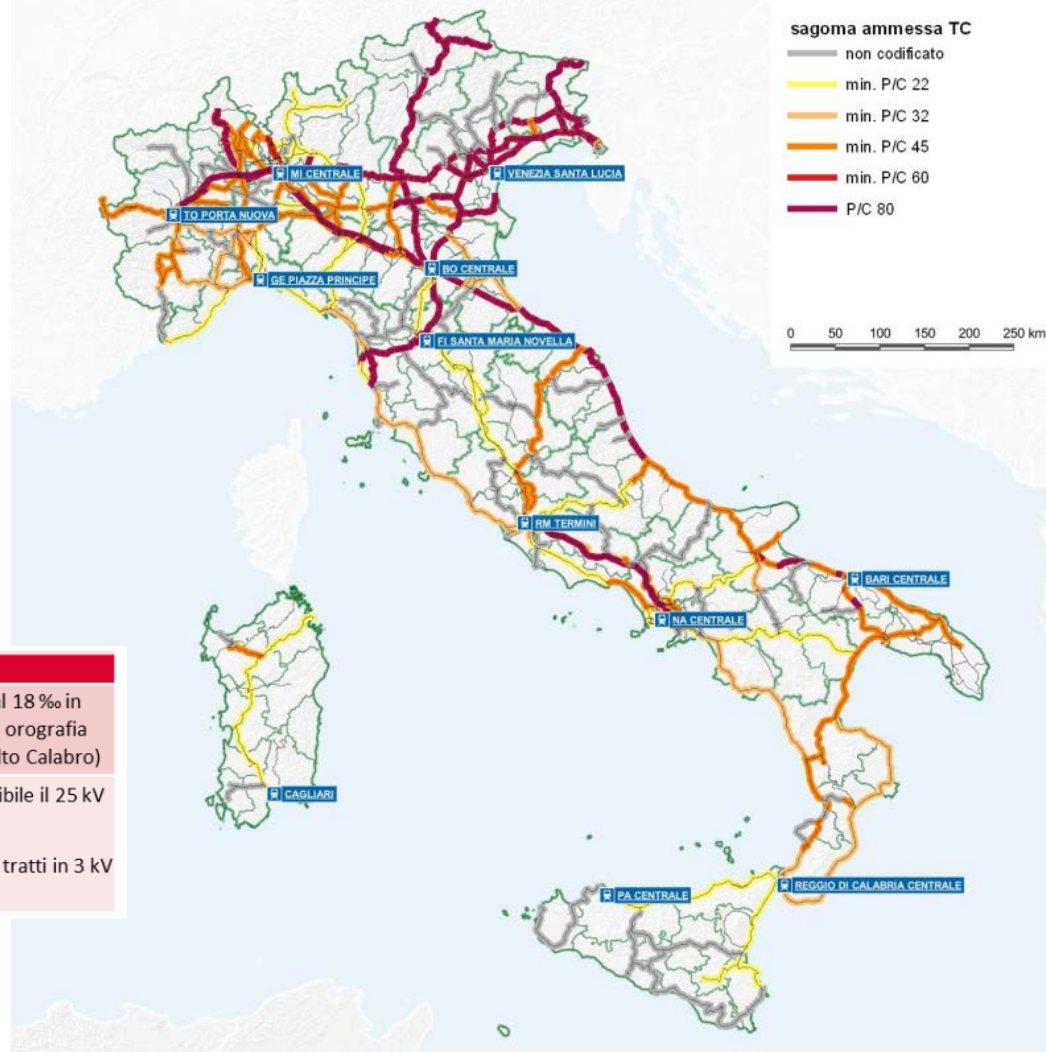 sagoma ammessa TC
non codificato
min. P/C 22
min. P/C 32
min. P/C 45
min. P/C 60
P/C 80
0 50 100 150 200 250 km
MI CENTRALE
VENEZIA SANTA LUCIA
TO PORTA NUOVA
BO CENTRALE
GE PIAZZA PRINCIPE
FI SANTA MARIA NOVELLA
RM TERMINI
BARI CENTRALE
NA CENTRALE
al 18 ‰ in
orografia
lto Calabro)
ibile il 25 kV
tratti in 3 kV
CAGLIARI
REGGIO DI CALABRIA CENTRALE
PA CENTRALE